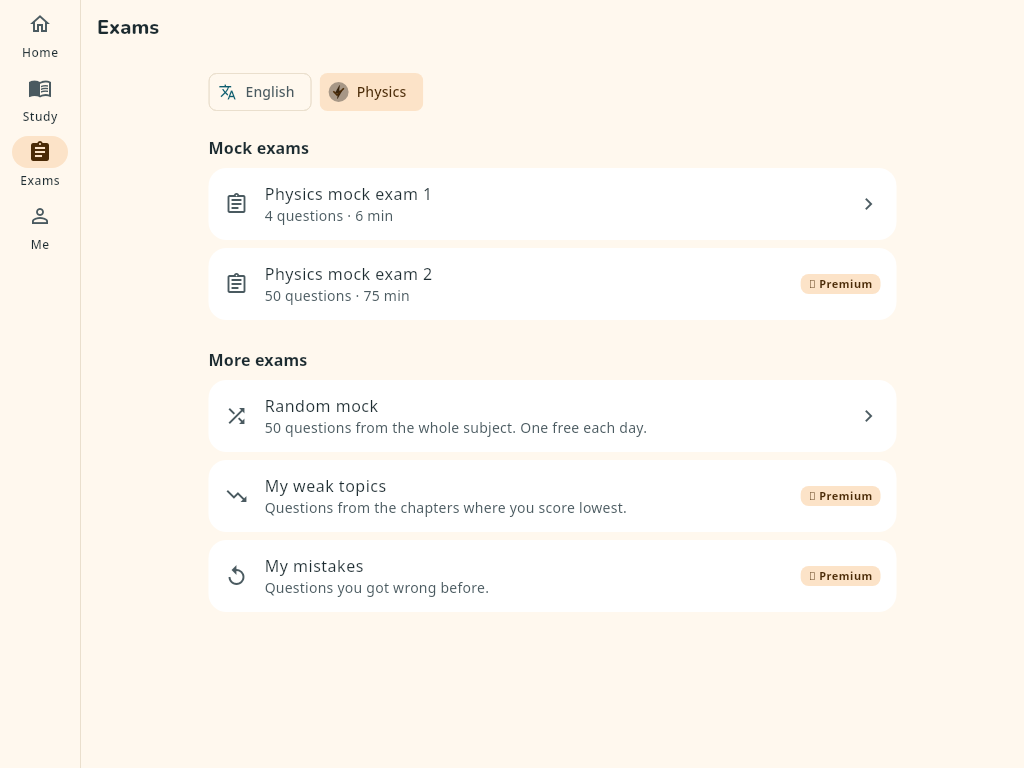 Exams
Home
Study
Exams
Me
English
Physics
Mock exams
Physics mock exam 1
4 questions · 6 min
Physics mock exam 2
50 questions · 75 min
Premium
More exams
Random mock
50 questions from the whole subject. One free each day.
My weak topics
Questions from the chapters where you score lowest.
Premium
My mistakes
Questions you got wrong before.
Premium